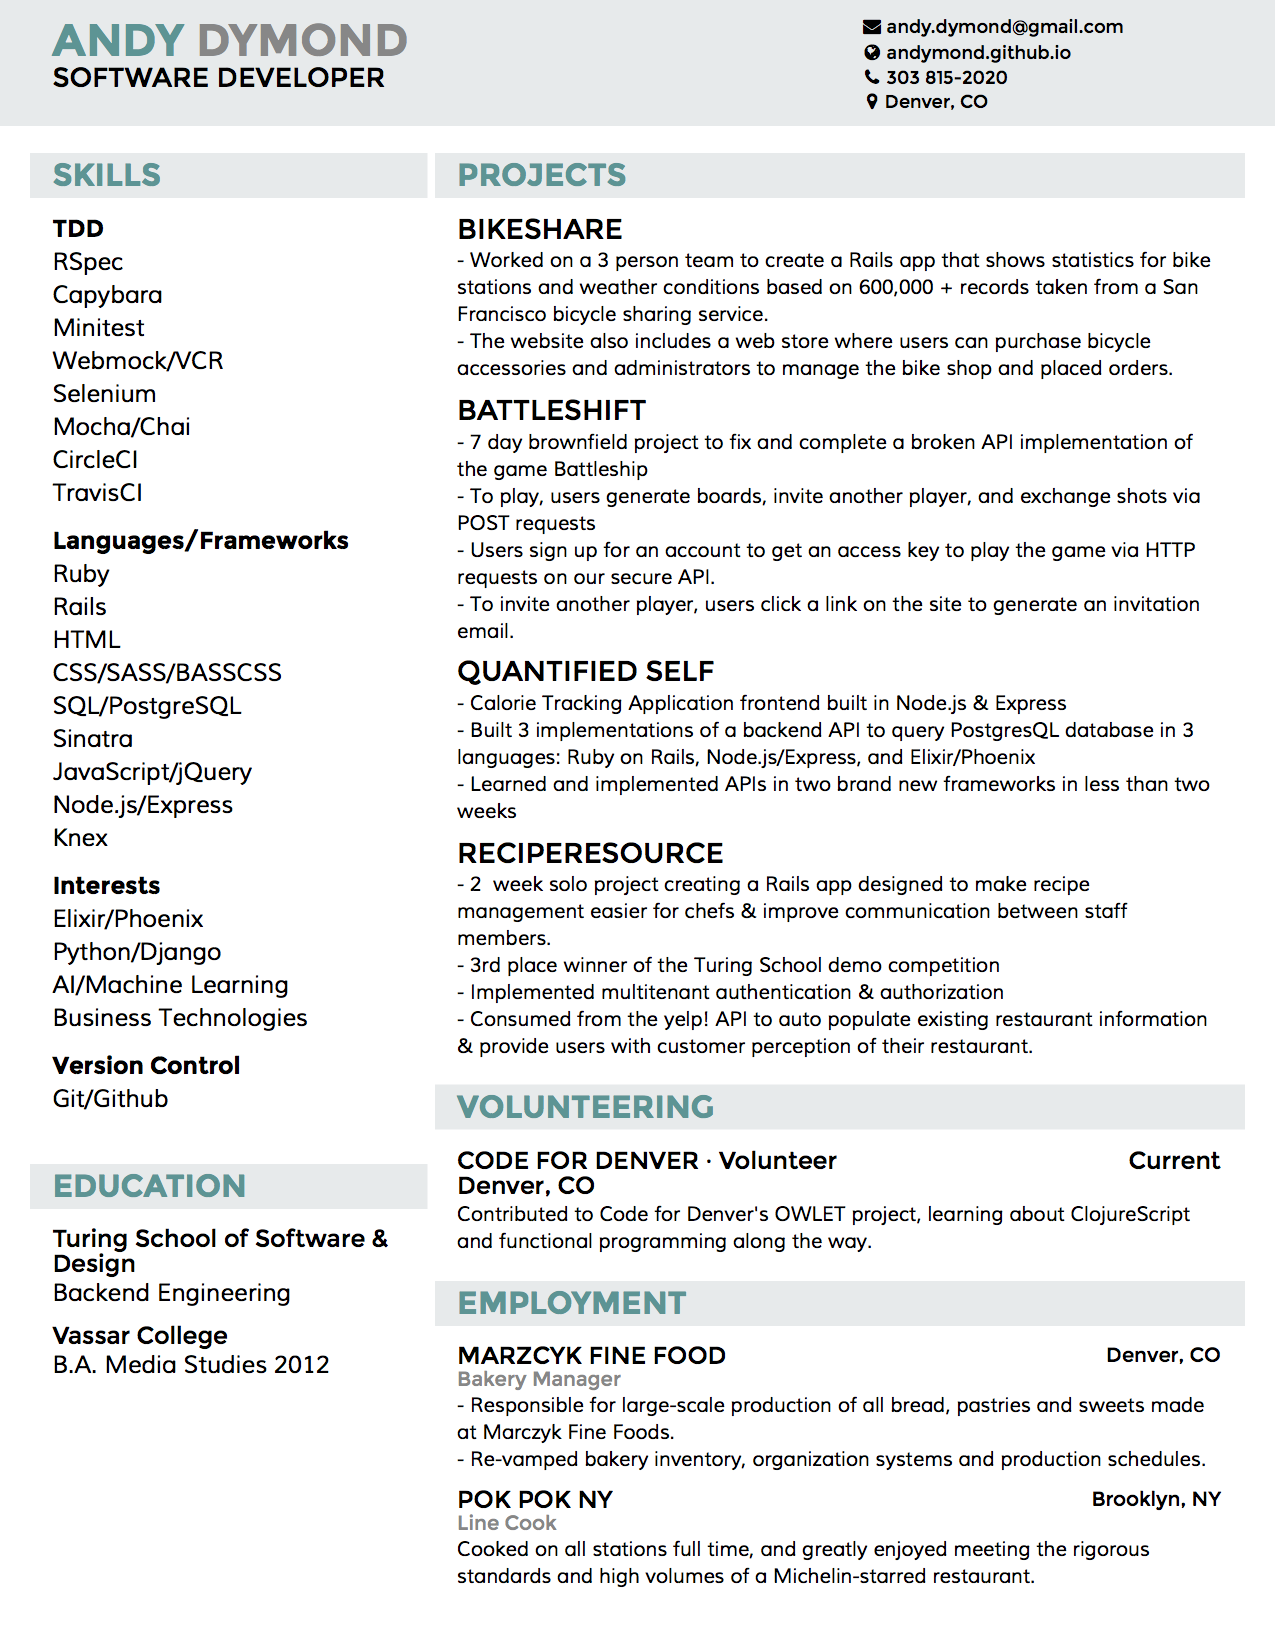 ANDY DYMOND
SOFTWARE DEVELOPER
andy.dymond@gmail.com
andymond.github.io
303 815-2020
Denver, CO
SKILLS
TDD
RSpec
Capybara
Minitest
Webmock/VCR
Selenium
Mocha/Chai
CircleCI
TravisCI
Languages/Frameworks
Ruby
Rails
HTML
CSS/SASS/BASSCSS
SQL/PostgreSQL
Sinatra
JavaScript/jQuery
Node.js/Express
Knex
Interests
Elixir/Phoenix
Python/Django
AI/Machine Learning
Business Technologies
Version Control
Git/Github
EDUCATION
Turing School of Software &
Design
Backend Engineering
Vassar College
B.A. Media Studies 2012
PROJECTS
BIKESHARE
- Worked on a 3 person team to create a Rails app that shows statistics for bike
stations and weather conditions based on 600,000 + records taken from a San
Francisco bicycle sharing service.
- The website also includes a web store where users can purchase bicycle
accessories and administrators to manage the bike shop and placed orders.
BATTLESHIFT
- 7 day brownfield project to fix and complete a broken API implementation of
the game Battleship
- To play, users generate boards, invite another player, and exchange shots via
POST requests
- Users sign up for an account to get an access key to play the game via HTTP
requests on our secure API.
- To invite another player, users click a link on the site to generate an invitation
email.
QUANTIFIED SELF
- Calorie Tracking Application frontend built in Node.js & Express
- Built 3 implementations of a backend API to query PostgresQL database in 3
languages: Ruby on Rails, Node.js/Express, and Elixir/Phoenix
- Learned and implemented APIs in two brand new frameworks in less than two
weeks
RECIPERESOURCE
- 2  week solo project creating a Rails app designed to make recipe
management easier for chefs & improve communication between staff
members.
- 3rd place winner of the Turing School demo competition
- Implemented multitenant authentication & authorization
- Consumed from the yelp! API to auto populate existing restaurant information
& provide users with customer perception of their restaurant.
VOLUNTEERING
CODE FOR DENVER · Volunteer Current
Denver, CO
Contributed to Code for Denver's OWLET project, learning about ClojureScript
and functional programming along the way.
EMPLOYMENT
MARZCYK FINE FOOD Denver, CO
Bakery Manager
- Responsible for large-scale production of all bread, pastries and sweets made
at Marczyk Fine Foods.
- Re-vamped bakery inventory, organization systems and production schedules.
POK POK NY Brooklyn, NY
Line Cook
Cooked on all stations full time, and greatly enjoyed meeting the rigorous
standards and high volumes of a Michelin-starred restaurant.